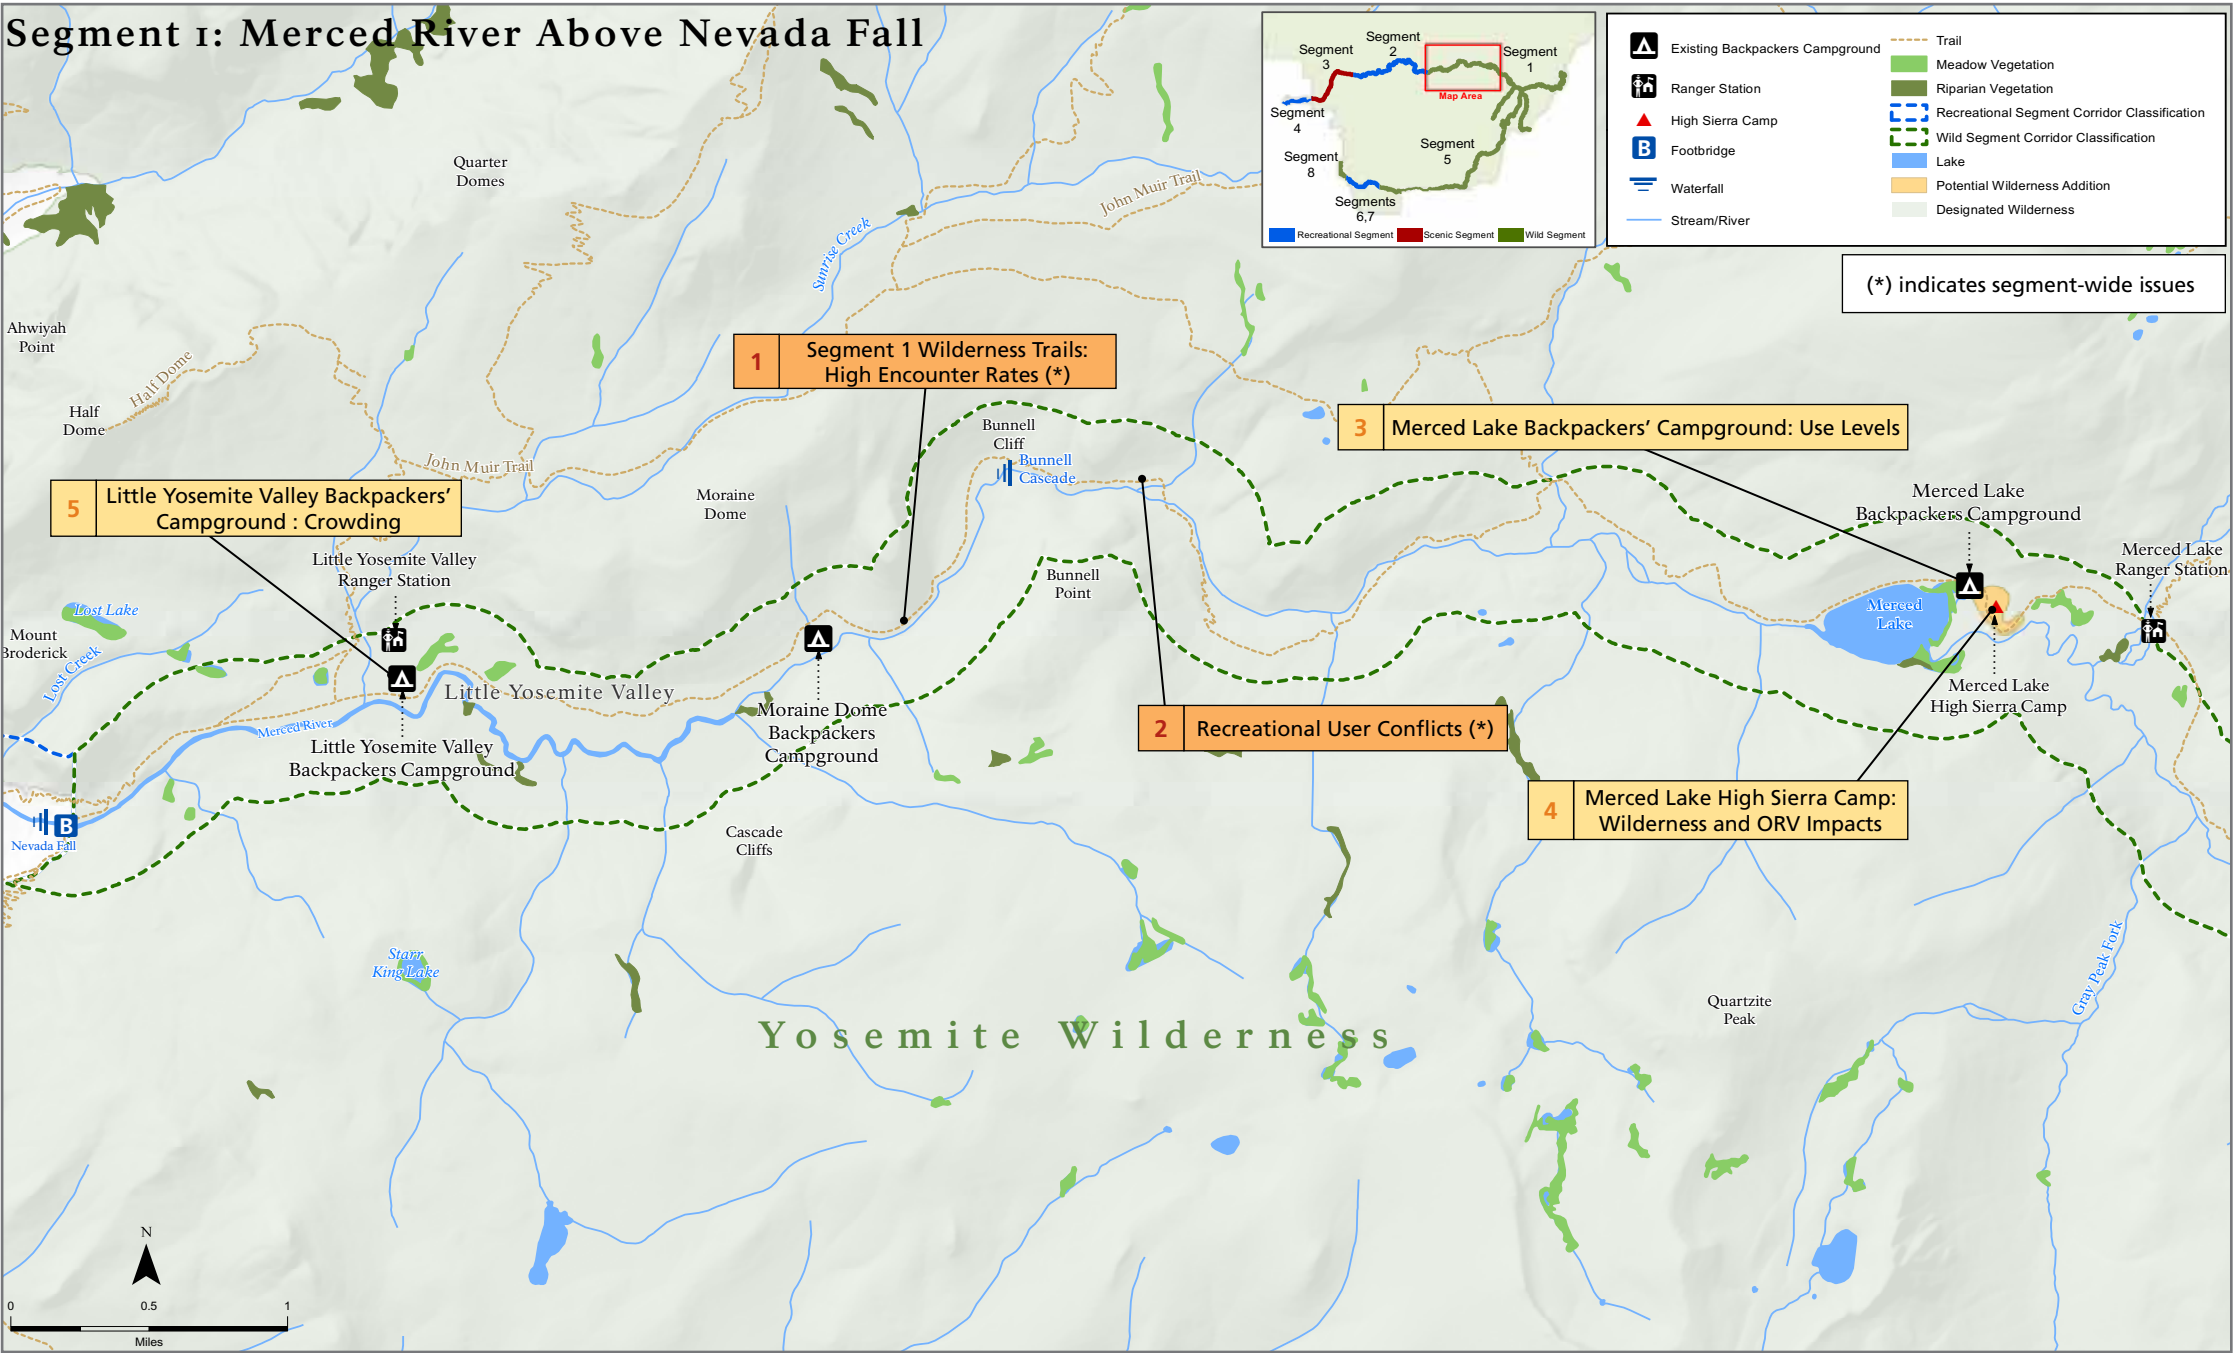 Segment 1: Merced River Above Nevada Fall
Segment
3
Segment
2
Segment
1
Map Area
Segment
4
Segment
5
Segment
8
Segments
6,7
Recreational Segment
Scenic Segment
Wild Segment
Existing Backpackers Campground
Ranger Station
High Sierra Camp
B
Footbridge
Waterfall
Stream/River
Trail
Meadow Vegetation
Riparian Vegetation
Recreational Segment Corridor Classification
Wild Segment Corridor Classification
Lake
Potential Wilderness Addition
Designated Wilderness
(*) indicates segment-wide issues
Quarter
Domes
John Muir Trail
Sunrise Creek
Ahwiyah
Point
Half Dome
Half
Dome
1
Segment 1 Wilderness Trails:
High Encounter Rates (*)
3
Merced Lake Backpackers' Campground: Use Levels
Bunnell
Cliff
Bunnell
Cascade
John Muir Trail
5
Little Yosemite Valley Backpackers'
Campground : Crowding
Moraine
Dome
Merced Lake
Backpackers Campground
Little Yosemite Valley
Ranger Station
Merced Lake
Ranger Station
Bunnell
Point
Lost Lake
Merced
Lake
Mount
Broderick
Lost Creek
Little Yosemite Valley
Merced Lake
High Sierra Camp
Merced River
Moraine Dome
Backpackers
Campground
2
Recreational User Conflicts (*)
Little Yosemite Valley
Backpackers Campground
4
Merced Lake High Sierra Camp:
Wilderness and ORV Impacts
B
Nevada Fall
Cascade
Cliffs
Starr
King Lake
Gray Peak Fork
Quartzite
Peak
Yosemite Wilderness
N
0
0.5
1
Miles